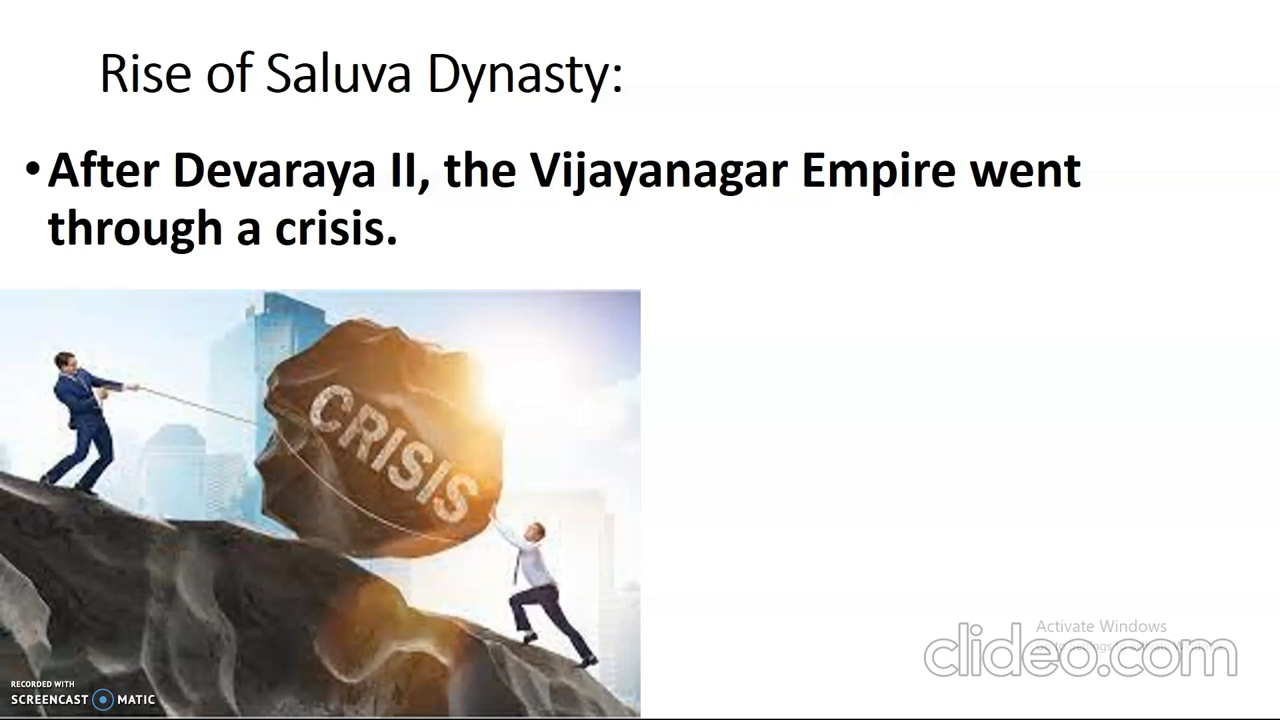 Rise of Saluva Dynasty:
• After Devaraya II, the Vijayanagar Empire went
through a crisis.
CRISIS
Activate Windows
clideo.com
RECORDED WITH
SCREENCAST MATIC